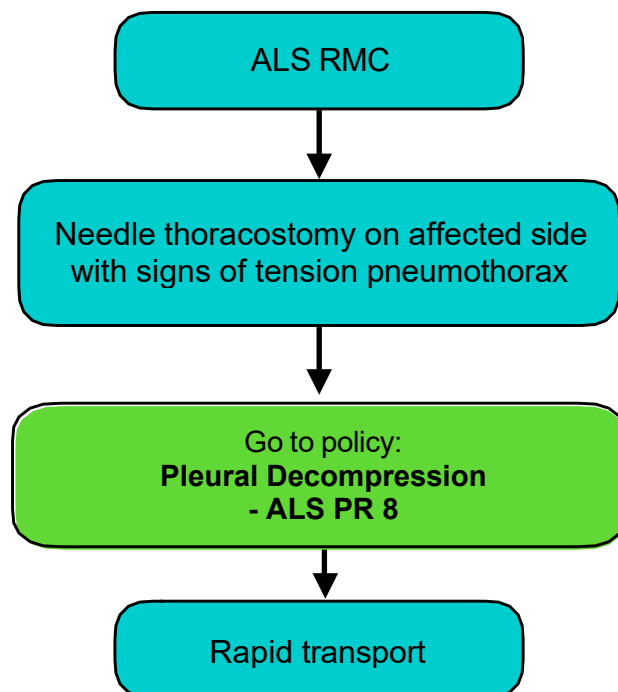 ALS RMC
Needle thoracostomy on affected side
with signs of tension pneumothorax
Go to policy:
Pleural Decompression
- ALS PR 8
Rapid transport